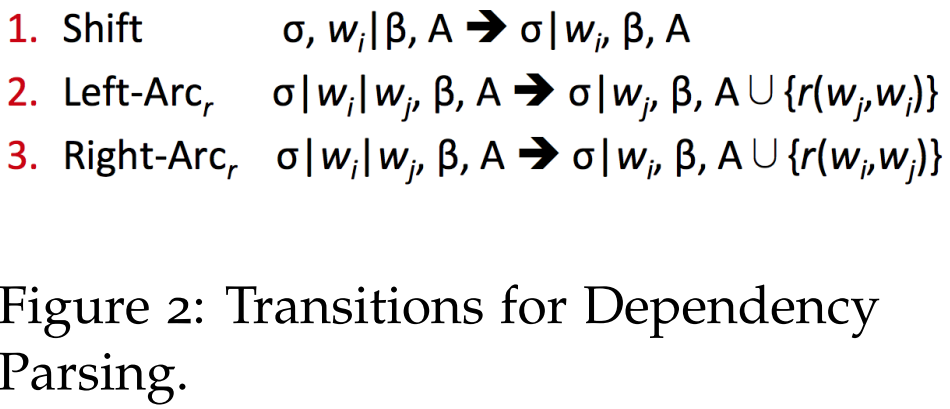 1. Shift σ, wᵢ|β, A ➔ σ|wᵢ, β, A
2. Left-Arcᵣ σ|wᵢ|wⱼ, β, A ➔ σ|wⱼ, β, A ∪ {r(wⱼ,wᵢ)}
3. Right-Arcᵣ σ|wᵢ|wⱼ, β, A ➔ σ|wᵢ, β, A ∪ {r(wᵢ,wⱼ)}
Figure 2: Transitions for Dependency
Parsing.